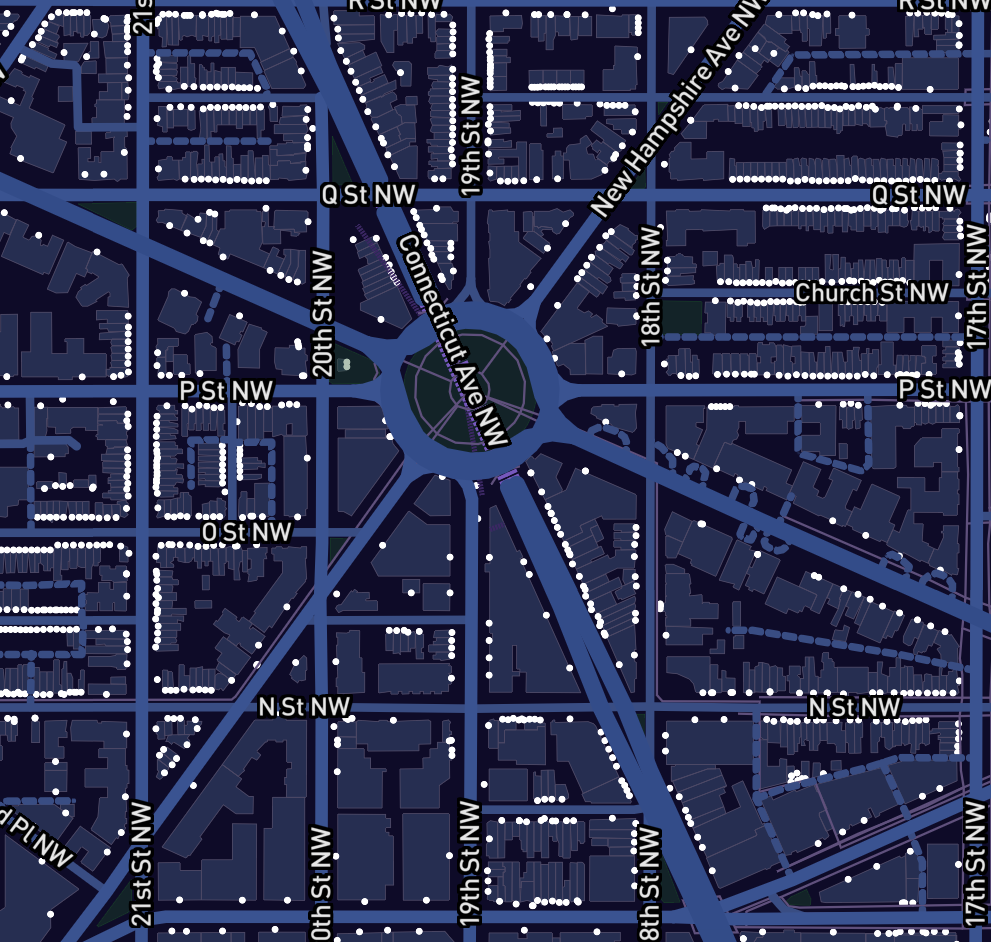 R St NW
R St NW
21s
19th St NW
New Hampshire Ave NW
Q St NW
Q St NW
Connecticut Ave NW
20th St NW
18th St NW
17th St NW
Church St NW
P St NW
P St NW
O St NW
N St NW
N St NW
d Pl NW
21st St NW
0th St NW
19th St NW
8th St NW
17th St NW